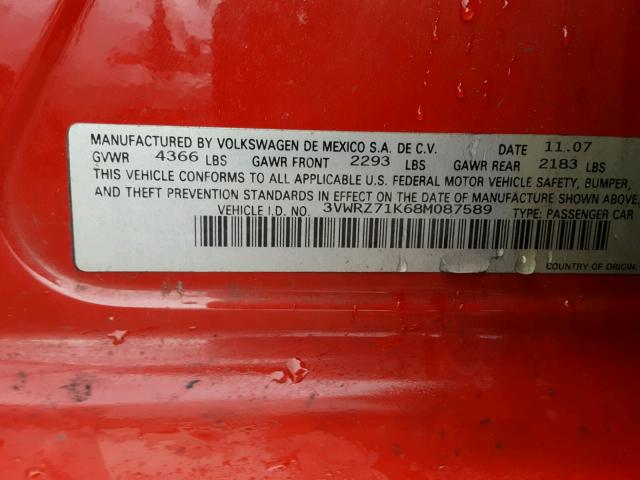 MANUFACTURED BY VOLKSWAGEN DE MEXICO S.A. DE C.V. DATE 11.07
GVWR 4366 LBS GAWR FRONT 2293 LBS GAWR REAR 2183 LBS
THIS VEHICLE CONFORMS TO ALL APPLICABLE U.S. FEDERAL MOTOR VEHICLE SAFETY, BUMPER,
AND THEFT PREVENTION STANDARDS IN EFFECT ON THE DATE OF MANUFACTURE SHOWN ABOVE.
VEHICLE I.D. NO. 3VWRZ71K68M087589 TYPE: PASSENGER CAR
COUNTRY OF ORIGIN